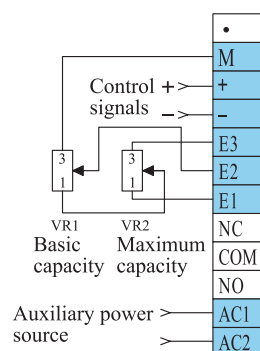 •
M
Control + > +
signals - > -
E3
3 3 E2
1 1 E1
VR1 VR2 NC
Basic Maximum COM
capacity capacity NO
Auxiliary power > AC1
source > AC2